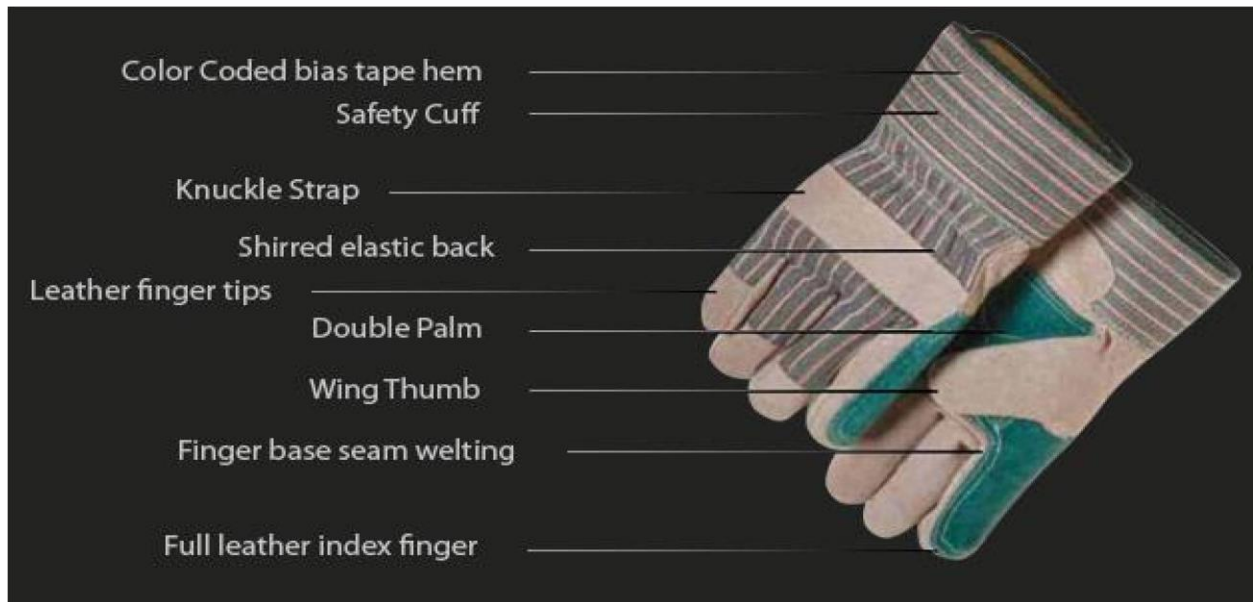 Color Coded bias tape hem
Safety Cuff
Knuckle Strap
Shirred elastic back
Leather finger tips
Double Palm
Wing Thumb
Finger base seam welting
Full leather index finger